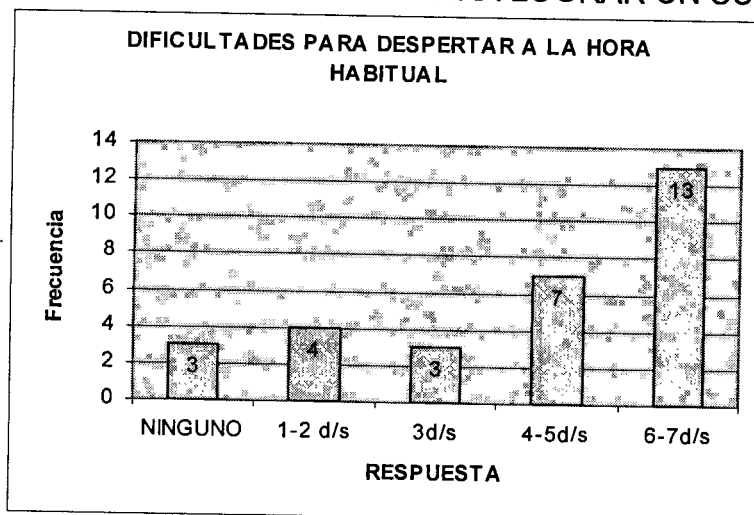 UN
DIFICULTADES PARA DESPERTAR A LA HORA
HABITUAL
Frecuencia
14
12
10
8
6
4
2
0
3
4
3
7
13
NINGUNO
1-2 d/s
3d/s
4-5d/s
6-7d/s
RESPUESTA